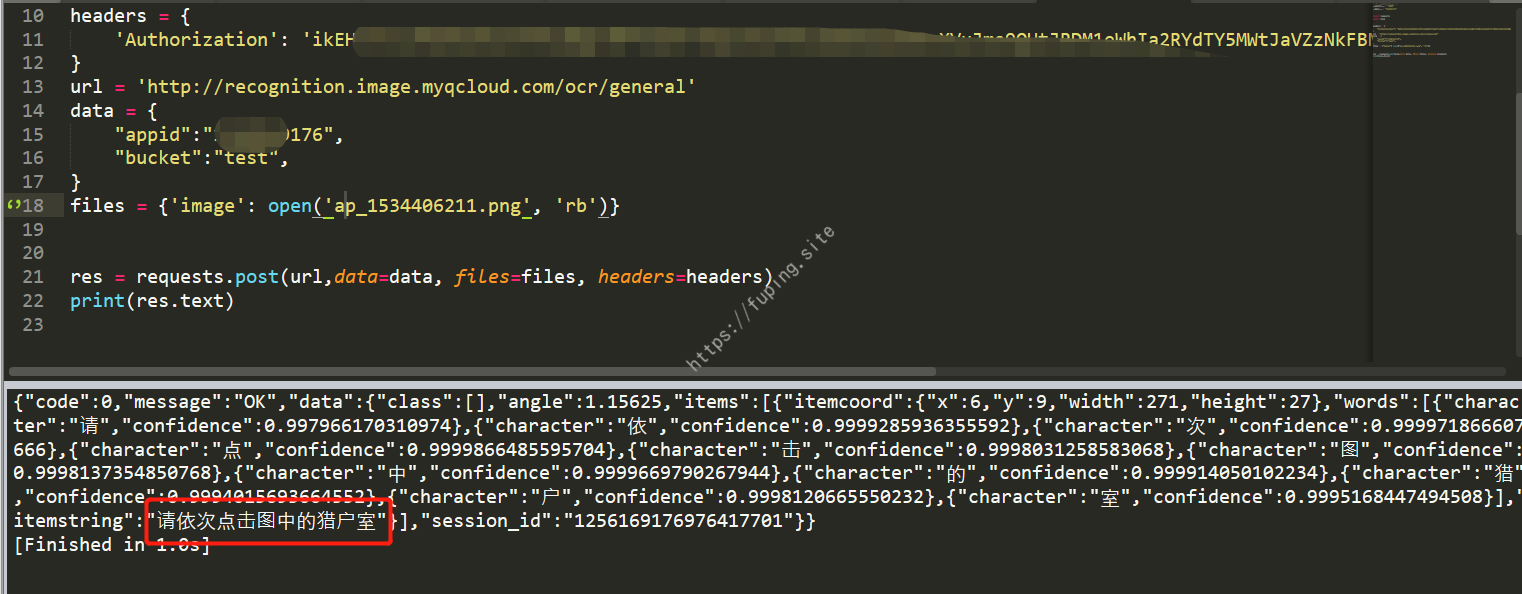 10 headers = {
11 'Authorization': 'ikEH
12 }
13 url = 'http://recognition.image.myqcloud.com/ocr/general'
14 data = {
15 "appid":" 9176",
16 "bucket":"test",
17 }
18 files = {'image': open('ap_1534406211.png', 'rb')}
19
20
21 res = requests.post(url,data=data, files=files, headers=headers)
22 print(res.text)
23
https://fuping.site
{"code":0,"message":"OK","data":{"class":[],"angle":1.15625,"items":[{"itemcoord":{"x":6,"y":9,"width":271,"height":27},"words":[{"charac
ter":"请","confidence":0.997966170310974},{"character":"依","confidence":0.9999285936355592},{"character":"次","confidence":0.999971866607
666},{"character":"点","confidence":0.9999866485595704},{"character":"击","confidence":0.9998031258583068},{"character":"图","confidence":
0.9998137354850768},{"character":"中","confidence":0.9999669790267944},{"character":"的","confidence":0.999914050102234},{"character":"猎"
,"confidence":0.9994015693664552},{"character":"户","confidence":0.9998120665550232},{"character":"室","confidence":0.9995168447494508}],"
itemstring":"请依次点击图中的猎户室"}],"session_id":"1256169176976417701"}}
[Finished in 1.0s]